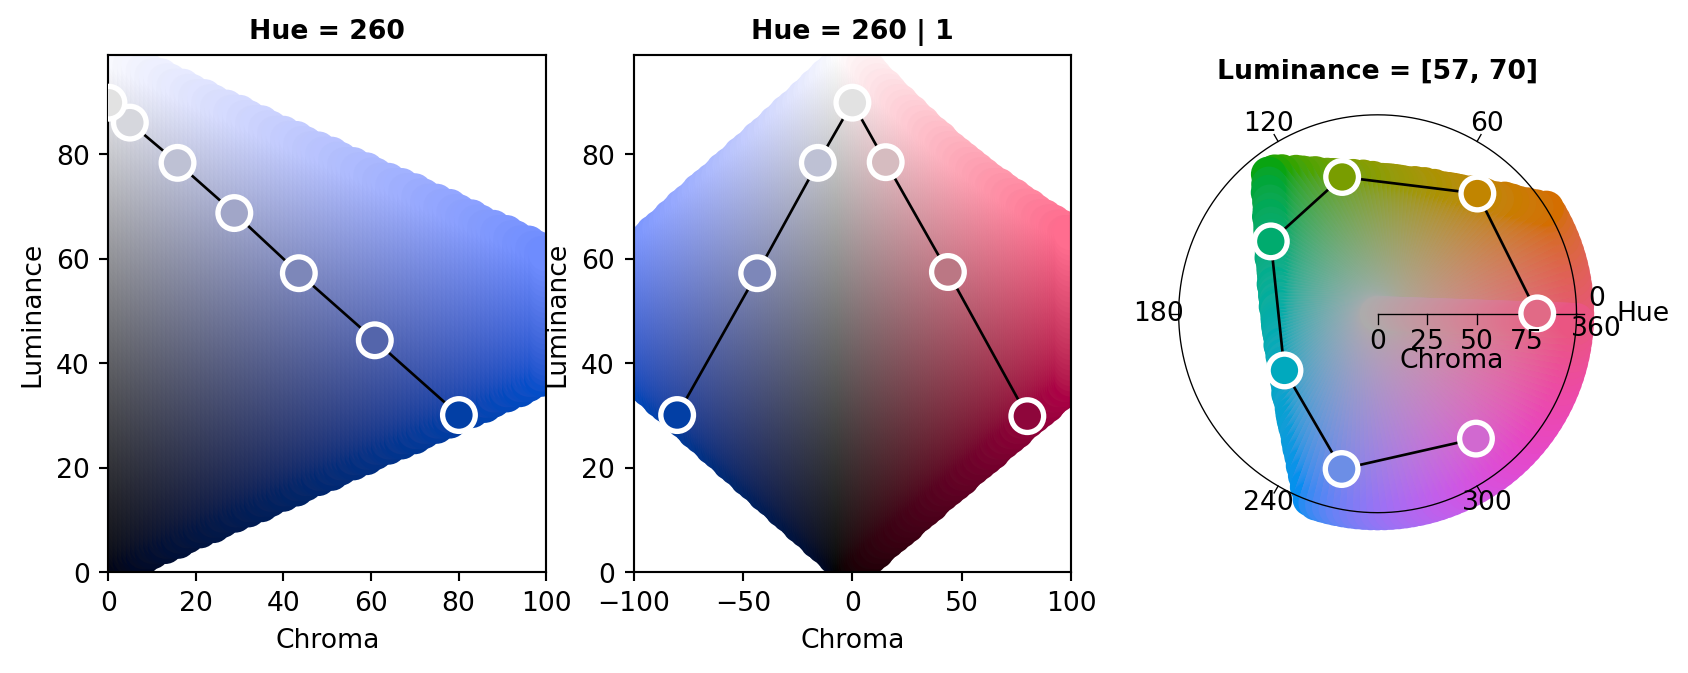 Hue = 260
Luminance
80
60
40
20
0
0 20 40 60 80 100
Chroma
Hue = 260 | 1
Luminance
80
60
40
20
0
−100 −50 0 50 100
Chroma
Luminance = [57, 70]
120 60
180
0
360
Hue
0 25 50 75
Chroma
240 300